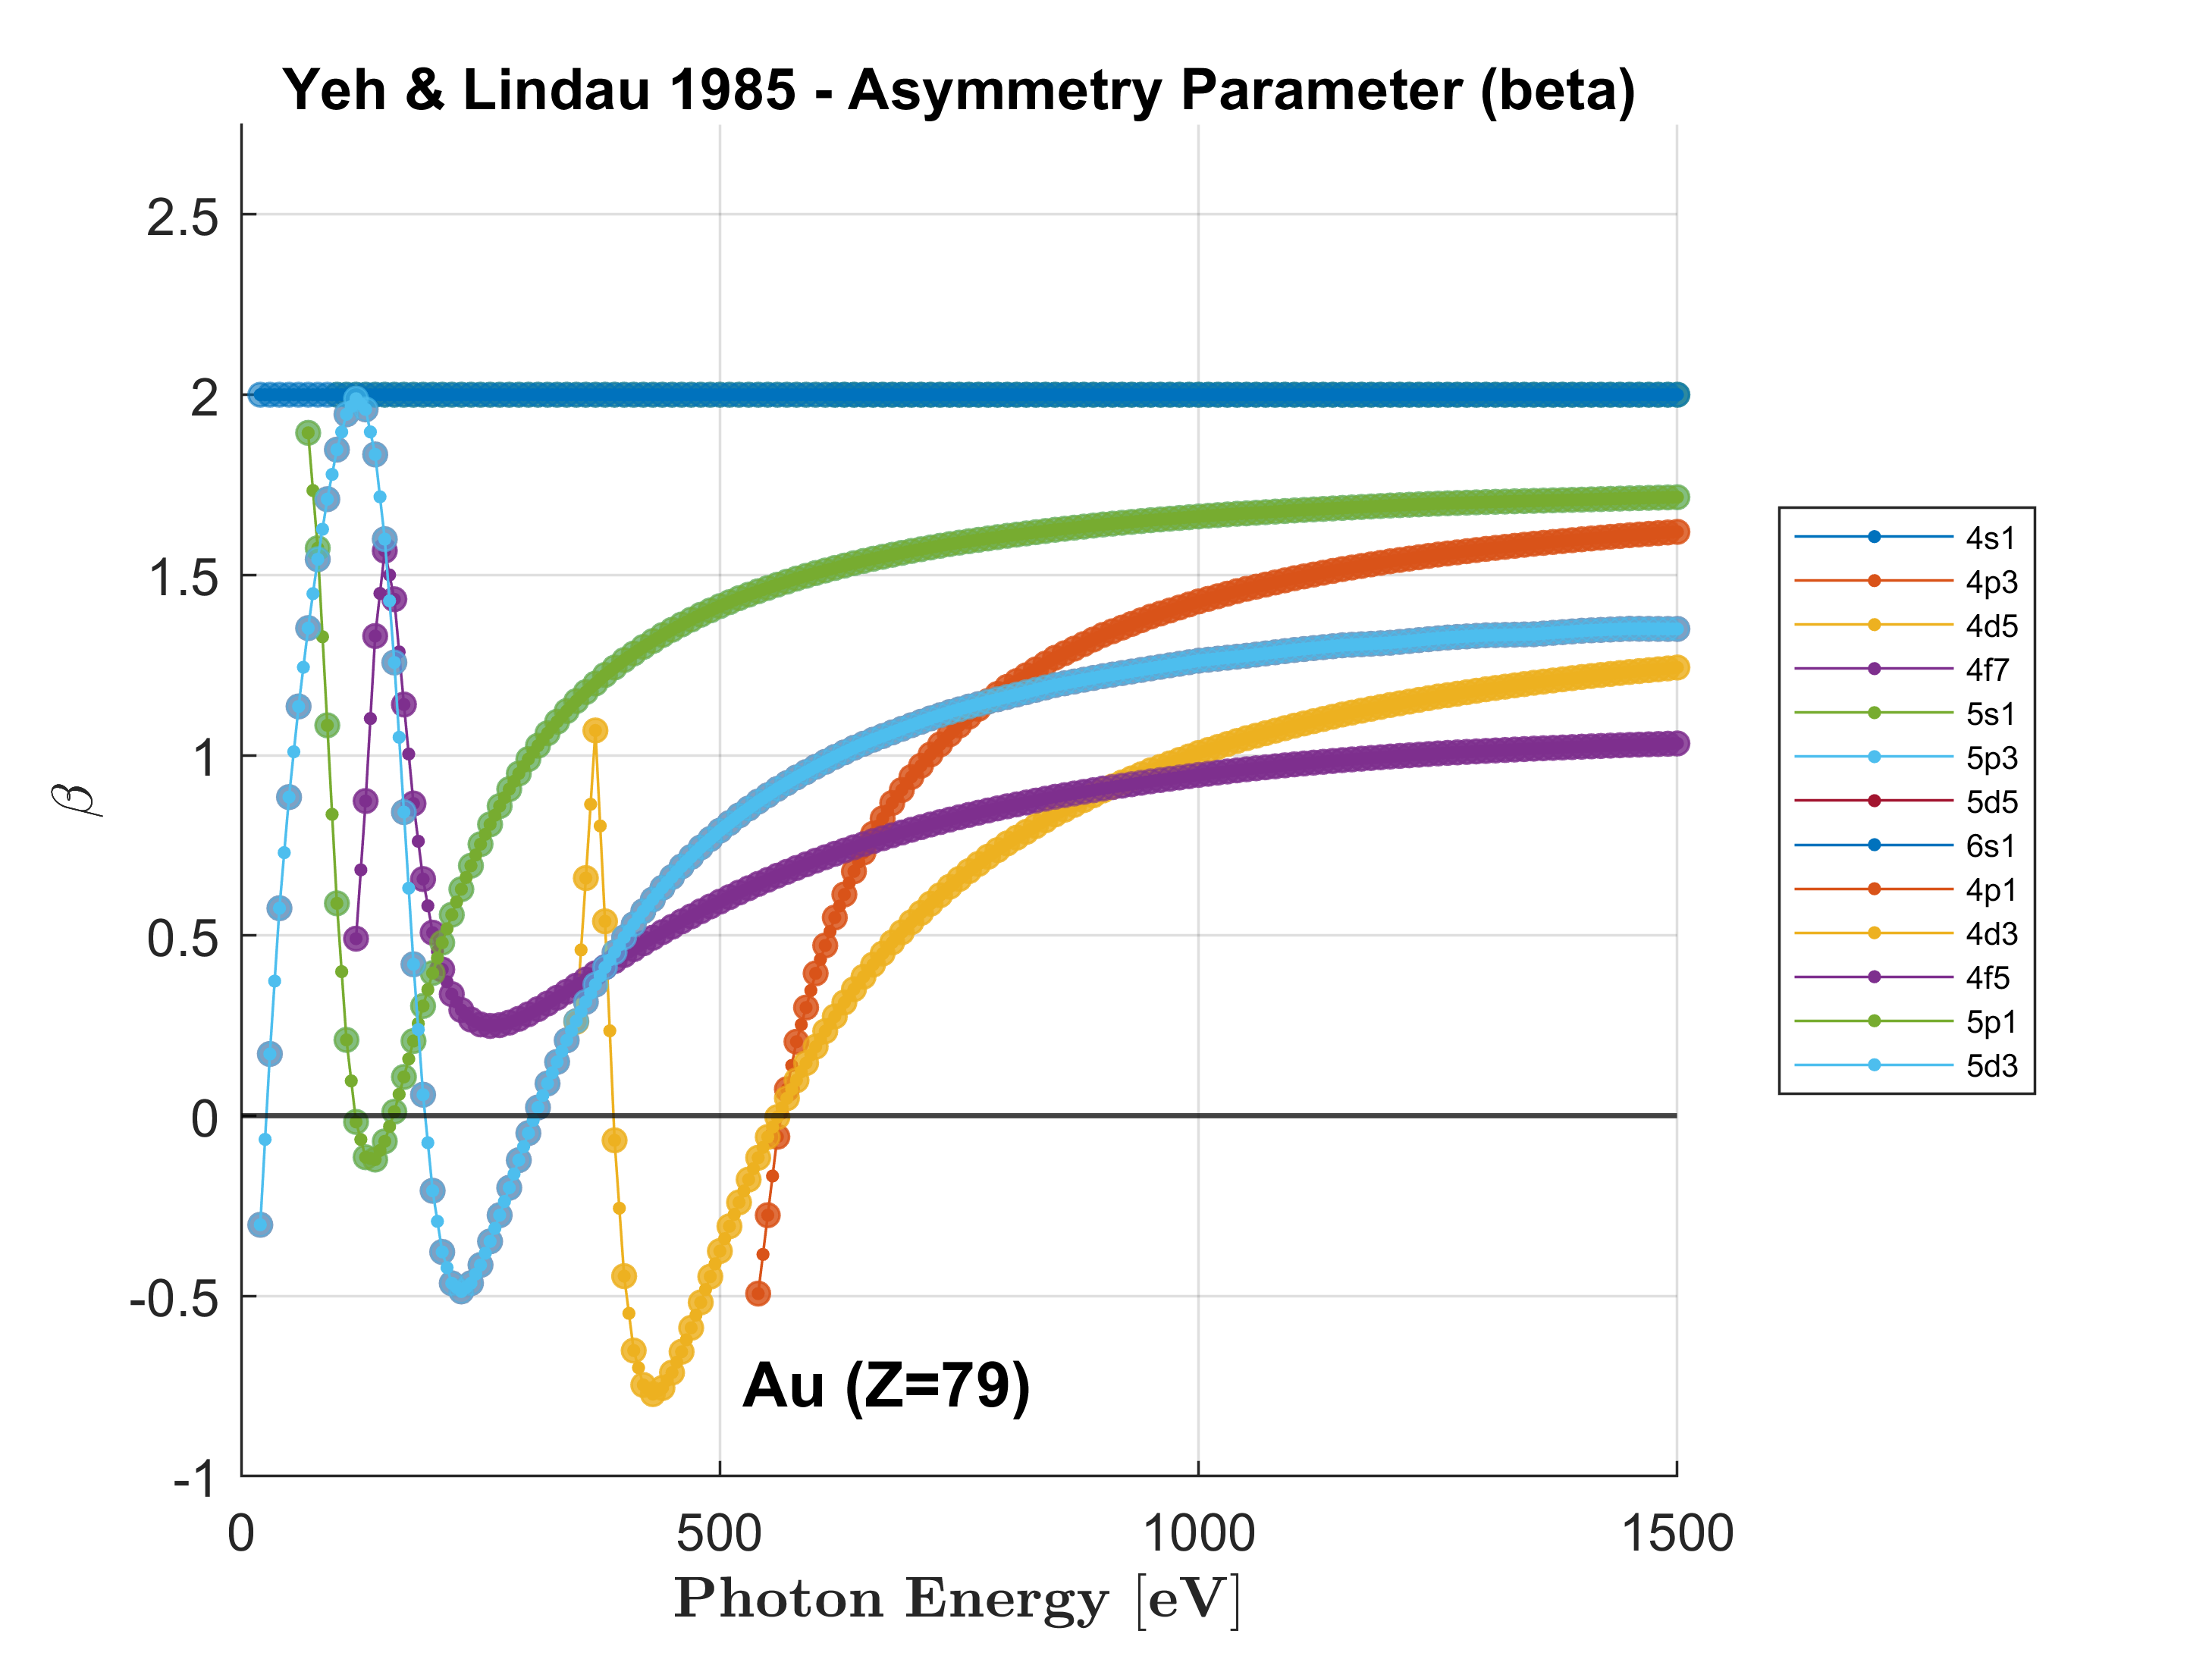 Yeh & Lindau 1985 - Asymmetry Parameter (beta)
2.5
2
1.5
1
0.5
0
-0.5
-1
β
0 500 1000 1500
Photon Energy [eV]
Au (Z=79)
4s1
4p3
4d5
4f7
5s1
5p3
5d5
6s1
4p1
4d3
4f5
5p1
5d3